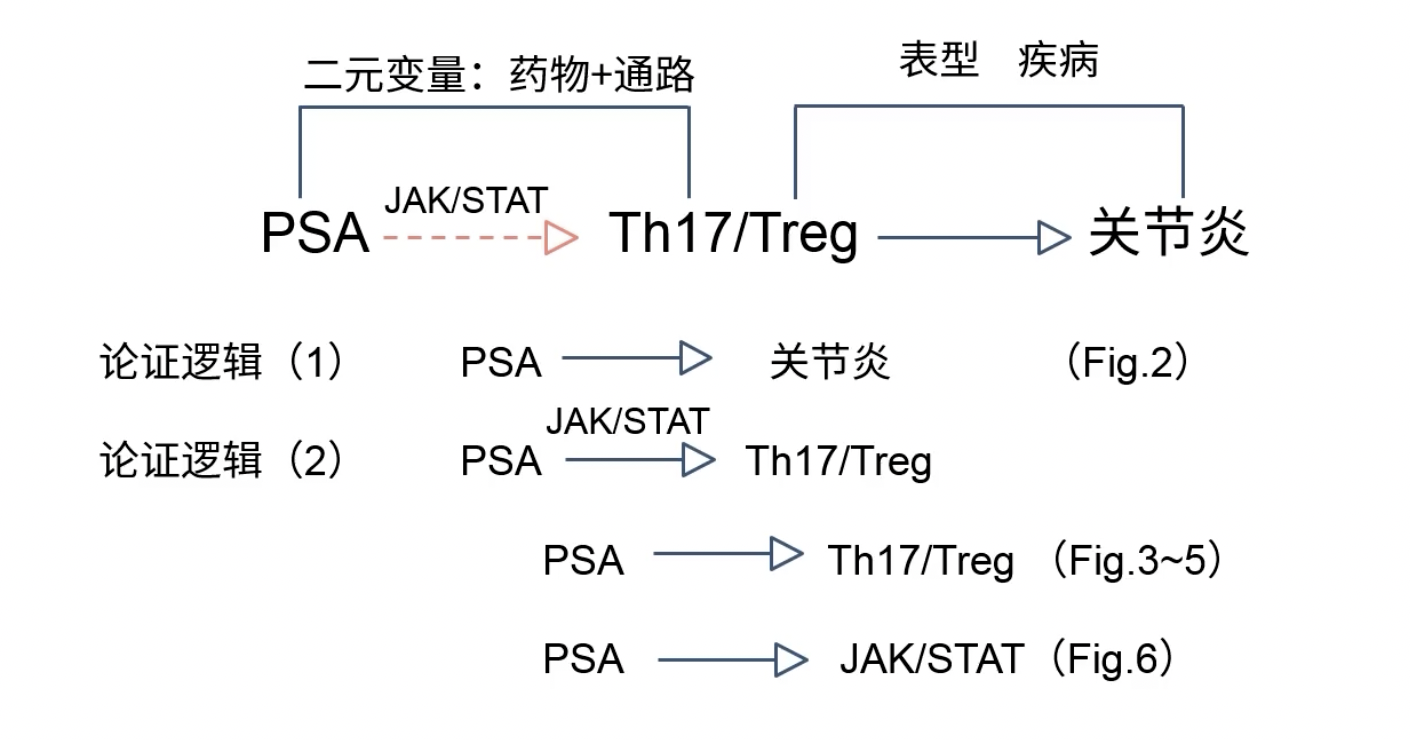 二元变量：药物+通路
表型 疾病
JAK/STAT
PSA Th17/Treg 关节炎
论证逻辑（1） PSA 关节炎 （Fig.2）
JAK/STAT
论证逻辑（2） PSA Th17/Treg
PSA Th17/Treg （Fig.3~5）
PSA JAK/STAT（Fig.6）